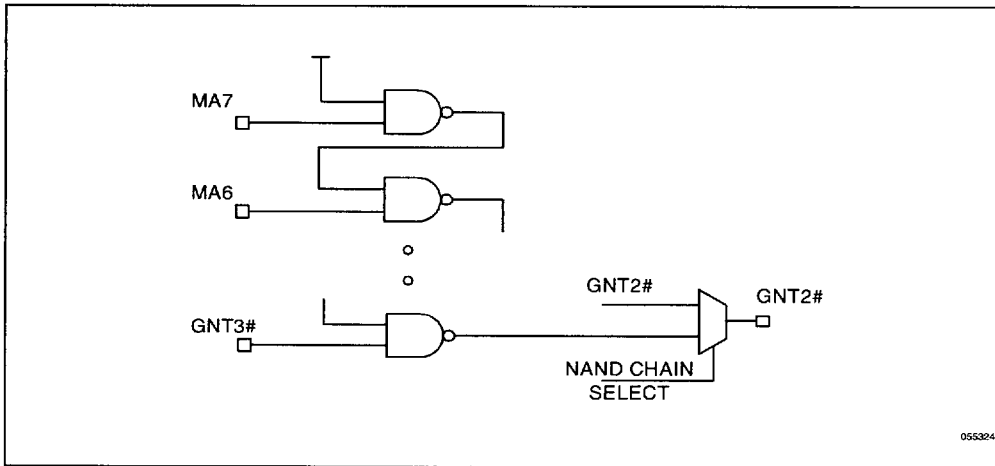 MA7
MA6
GNT2#
GNT2#
GNT3#
NAND CHAIN
SELECT
055324